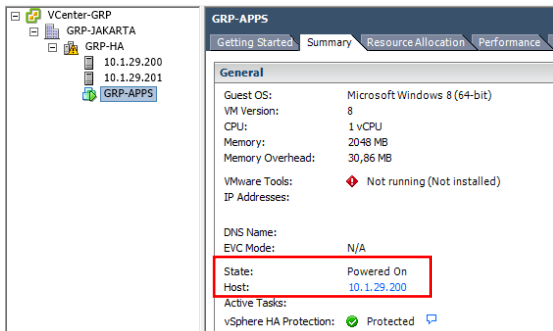 VCenter-GRP
GRP-JAKARTA
GRP-HA
10.1.29.200
10.1.29.201
GRP-APPS
GRP-APPS
Getting Started Summary Resource Allocation Performance
General
Guest OS: Microsoft Windows 8 (64-bit)
VM Version: 8
CPU: 1 vCPU
Memory: 2048 MB
Memory Overhead: 30,86 MB
VMware Tools: Not running (Not installed)
IP Addresses:
DNS Name:
EVC Mode: N/A
State: Powered On
Host: 10.1.29.200
Active Tasks:
vSphere HA Protection: Protected